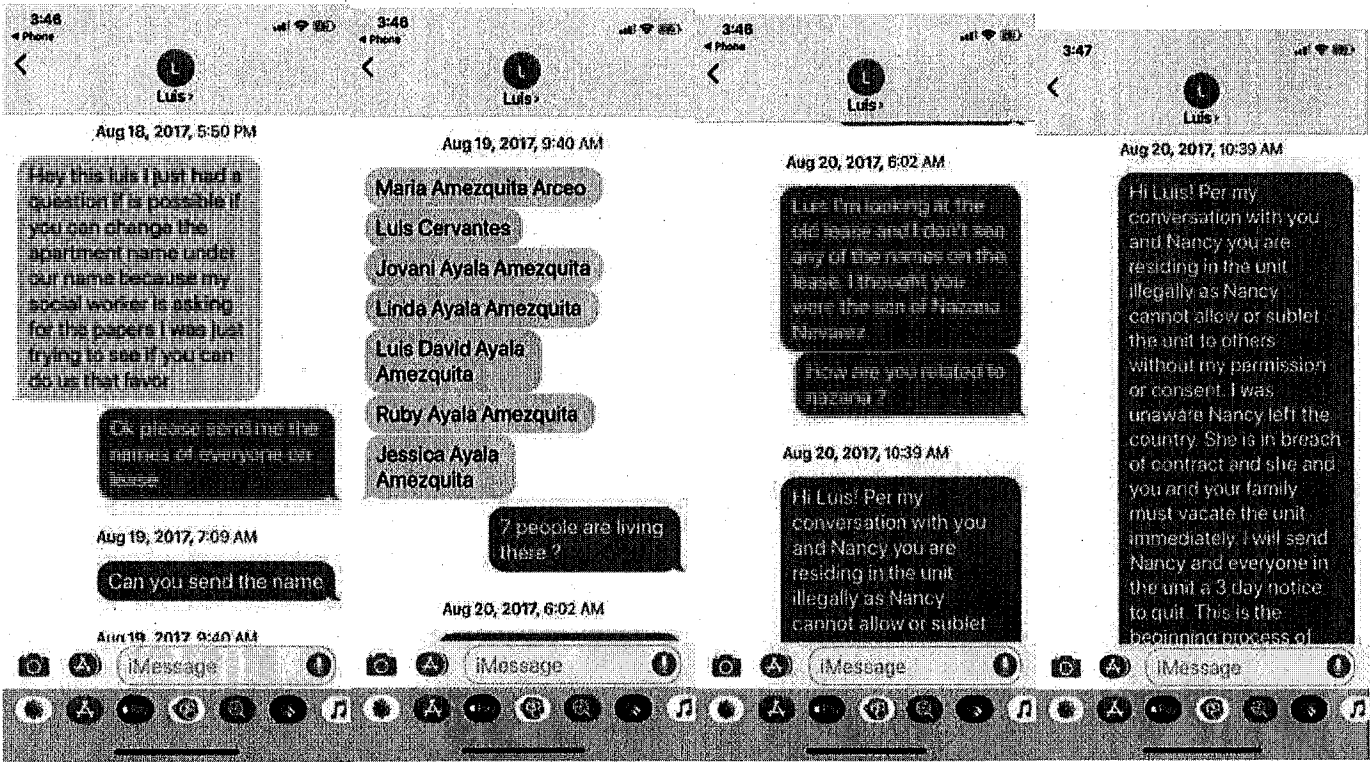 3:46
Phone
L
Luis
Aug 18, 2017, 5:50 PM
Hey this luis I just had a
question if is possible if
you can change the
apartment name under
our name because my
social worker is asking
for the papers I was just
trying to see if you can
do us that favor
Ok please send me the
names of everyone on
lease
Aug 19, 2017, 7:09 AM
Can you send the name
Aug 19, 2017, 9:40 AM
iMessage
3:46
Phone
L
Luis
Aug 19, 2017, 9:40 AM
Maria Amezquita Arceo
Luis Cervantes
Jovani Ayala Amezquita
Linda Ayala Amezquita
Luis David Ayala
Amezquita
Ruby Ayala Amezquita
Jessica Ayala
Amezquita
7 people are living
there ?
Aug 20, 2017, 6:02 AM
iMessage
3:46
Phone
L
Luis
Aug 20, 2017, 6:02 AM
Luis I'm looking at the
old lease and I don't see
any of the names on the
lease. I thought you
were the son of
How are you related to
?
Aug 20, 2017, 10:39 AM
Hi Luis! Per my
conversation with you
and Nancy you are
residing in the unit
illegally as Nancy
cannot allow or sublet
iMessage
3:47
L
Luis
Aug 20, 2017, 10:39 AM
Hi Luis! Per my
conversation with you
and Nancy you are
residing in the unit
illegally as Nancy
cannot allow or sublet
the unit to others
without my permission
or consent. I was
unaware Nancy left the
country. She is in breach
of contract and she and
you and your family
must vacate the unit
immediately. I will send
Nancy and everyone in
the unit a 3 day notice
to quit. This is the
beginning process of
iMessage